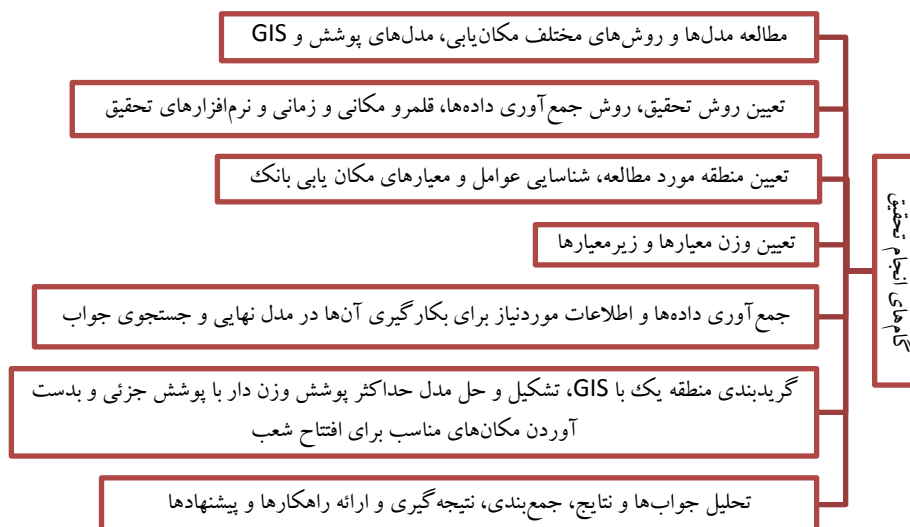 گام‌های انجام تحقیق
مطالعه مدل‌ها و روش‌های مختلف مکان‌یابی، مدل‌های پوشش و GIS
تعیین روش تحقیق، روش جمع‌آوری داده‌ها، قلمرو مکانی و زمانی و نرم‌افزارهای تحقیق
تعیین منطقه مورد مطالعه، شناسایی عوامل و معیارهای مکان یابی بانک
تعیین وزن معیارها و زیرمعیارها
جمع‌آوری داده‌ها و اطلاعات موردنیاز برای بکارگیری آن‌ها در مدل نهایی و جستجوی جواب
گریدبندی منطقه یک با GIS، تشکیل و حل مدل حداکثر پوشش وزن دار با پوشش جزئی و بدست
آوردن مکان‌های مناسب برای افتتاح شعب
تحلیل جواب‌ها و نتایج، جمع‌بندی، نتیجه‌گیری و ارائه راهکارها و پیشنهادها